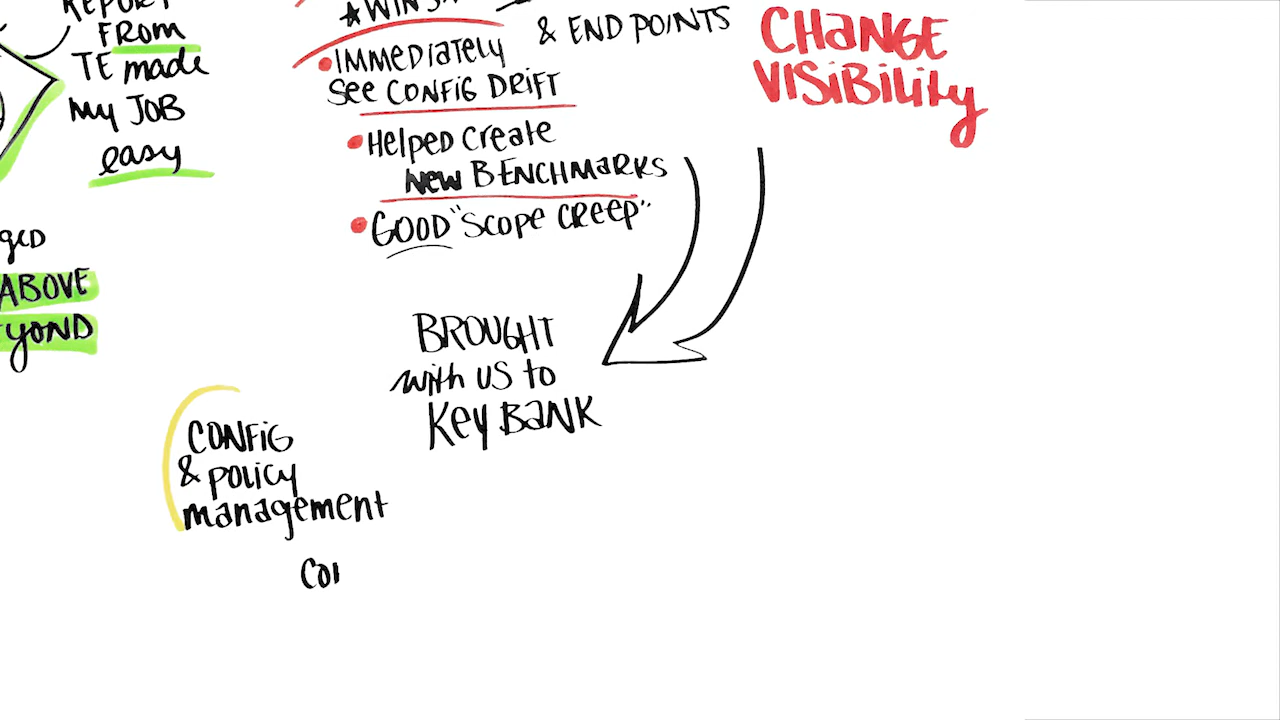 REPORT
FROM
TE made
My JOB
easy
ABOVE
★WINS
• IMMEDIATELY
See CONFIG DRIFT
• HELPED CREATE
NEW BENCHMARKS
• GOOD "SCOPE CREEP"
& END POINTS
CHANGE
VISIBILITY
BROUGHT
with US to
Key BANK
CONFIG
& POLICY
management